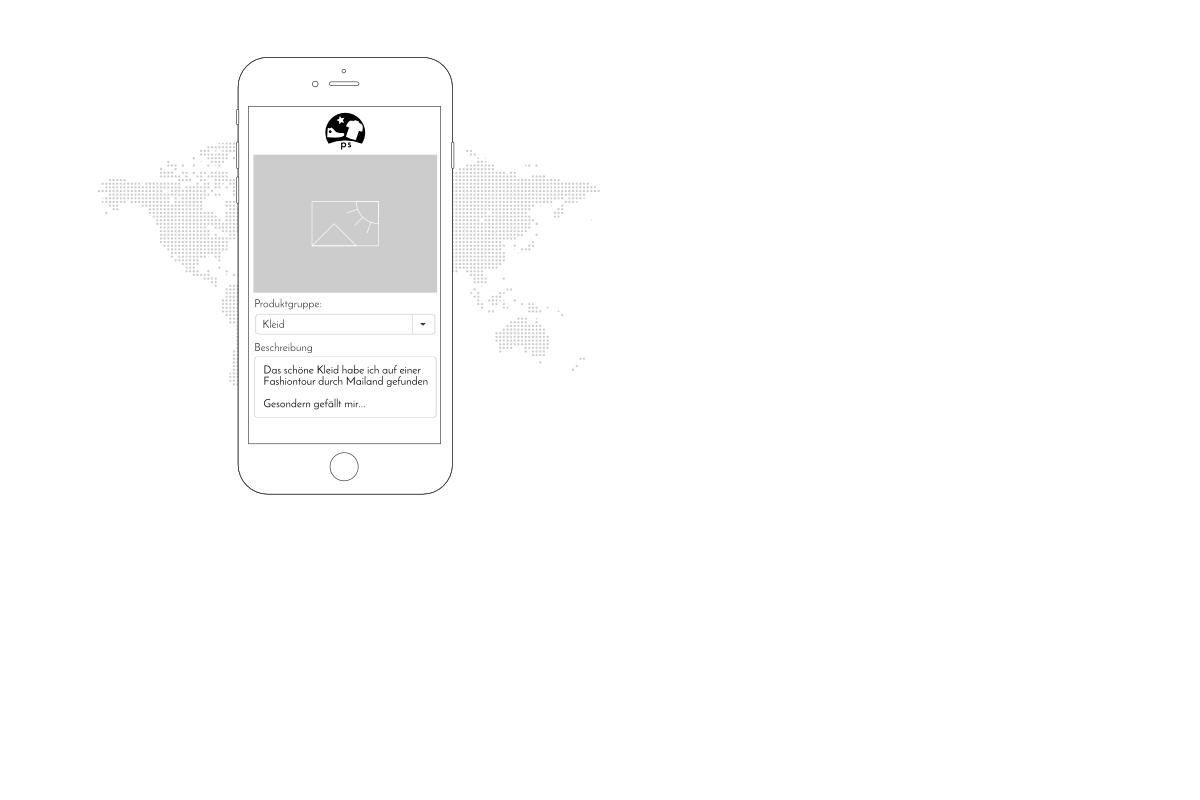 ps
Produktgruppe:
Kleid
Beschreibung
Das schöne Kleid habe ich auf einer
Fashiontour durch Mailand gefunden
Gesondern gefällt mir...